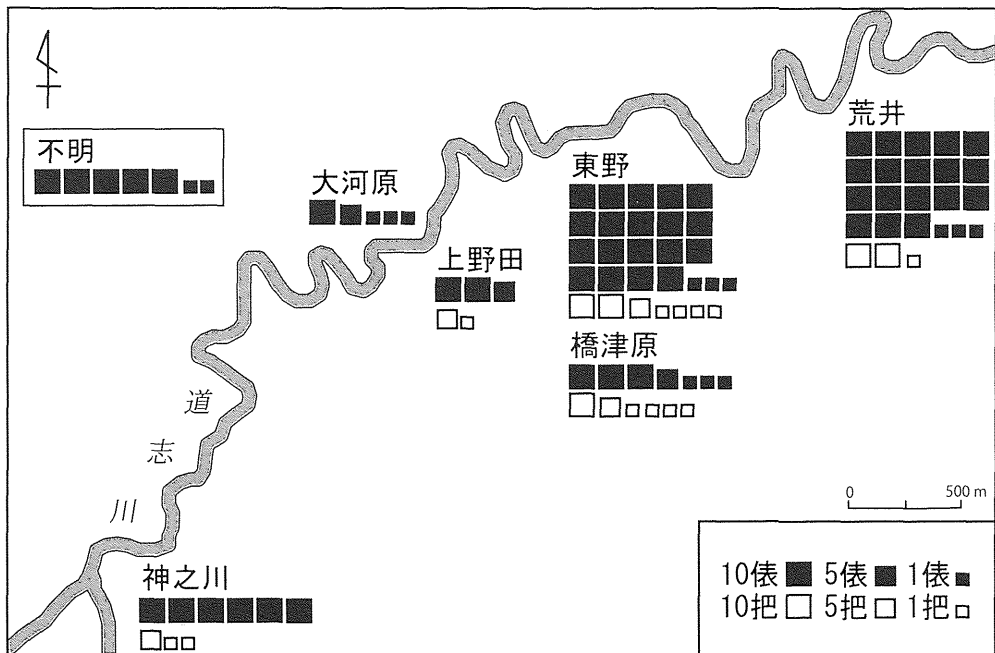 荒井
不明
東野
大河原
上野田
橋津原
道志川
0 500 m
神之川
10俵 5俵 1俵
10把 5把 1把